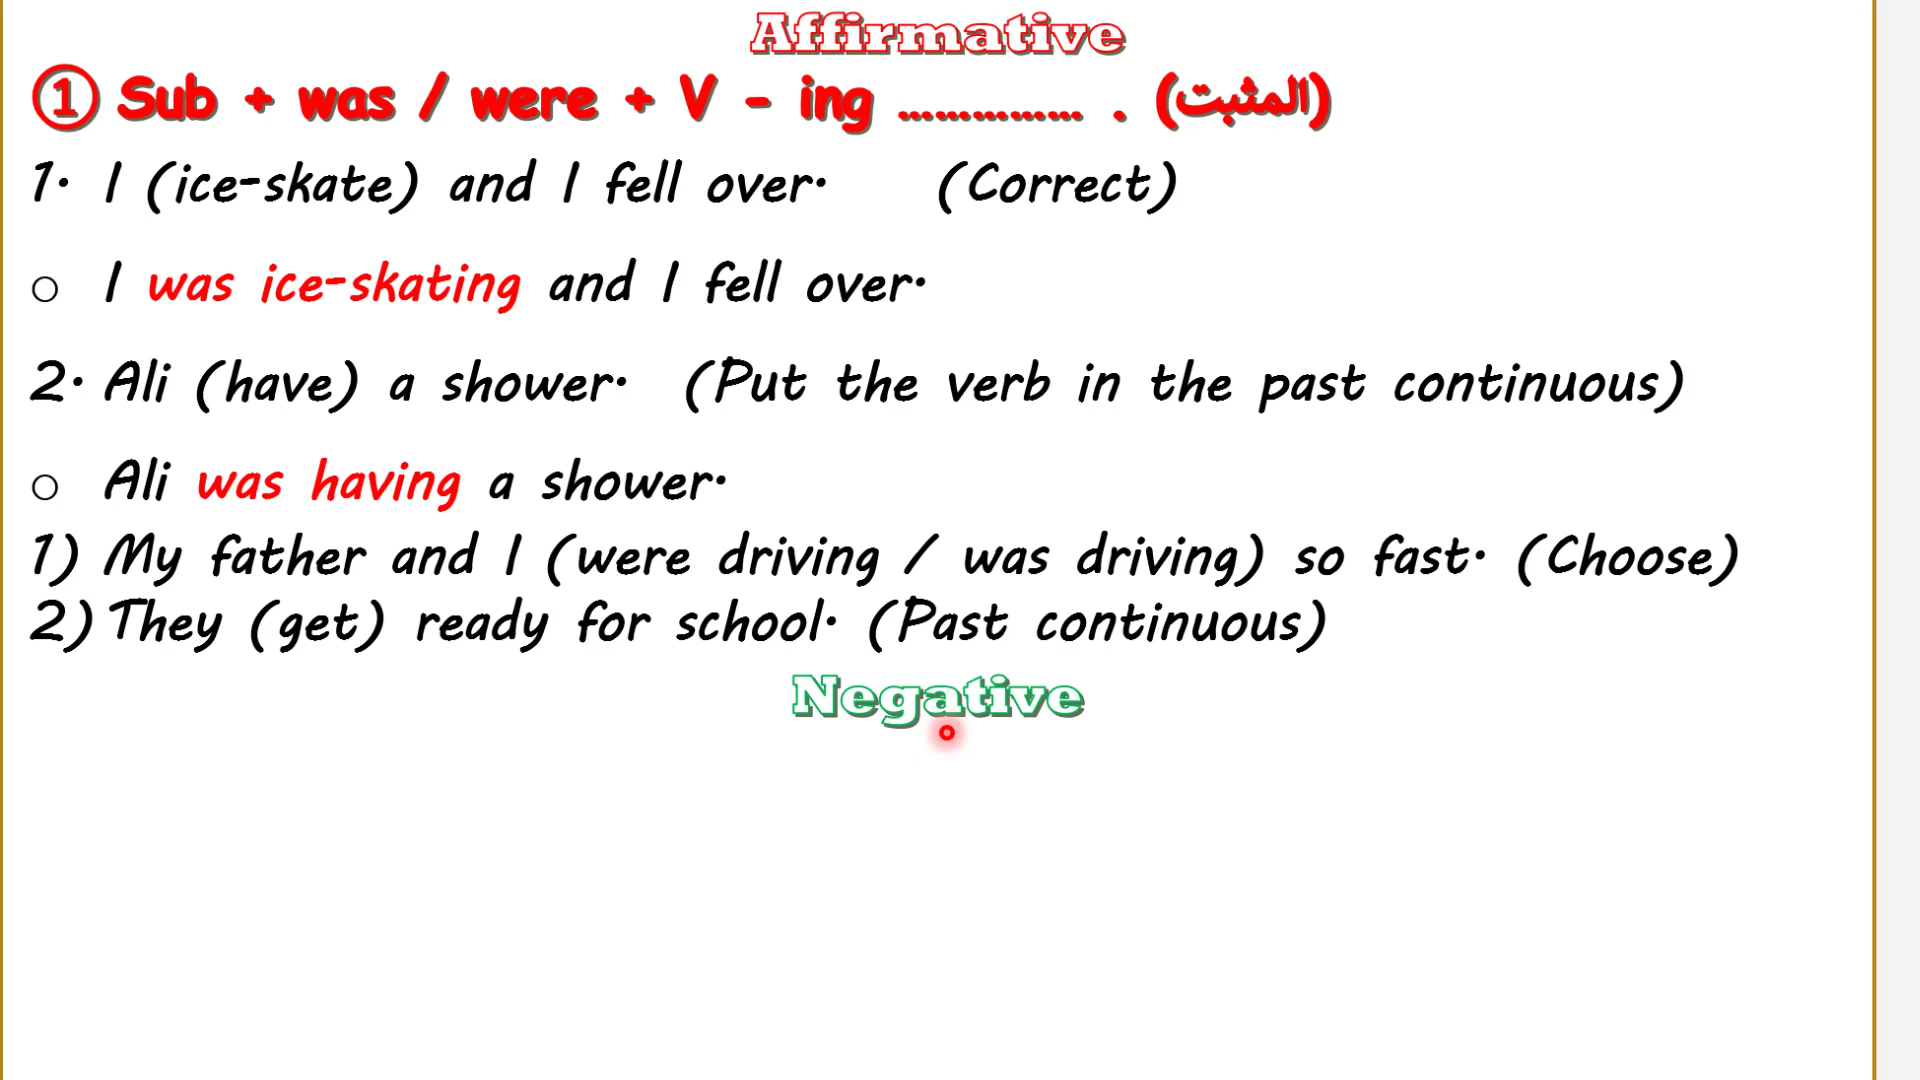 Affirmative
① Sub + was / were + V - ing ............... . (المثبت)
1. I (ice-skate) and I fell over. (Correct)
o I was ice-skating and I fell over.
2. Ali (have) a shower. (Put the verb in the past continuous)
o Ali was having a shower.
1) My father and I (were driving / was driving) so fast. (Choose)
2) They (get) ready for school. (Past continuous)
Negative